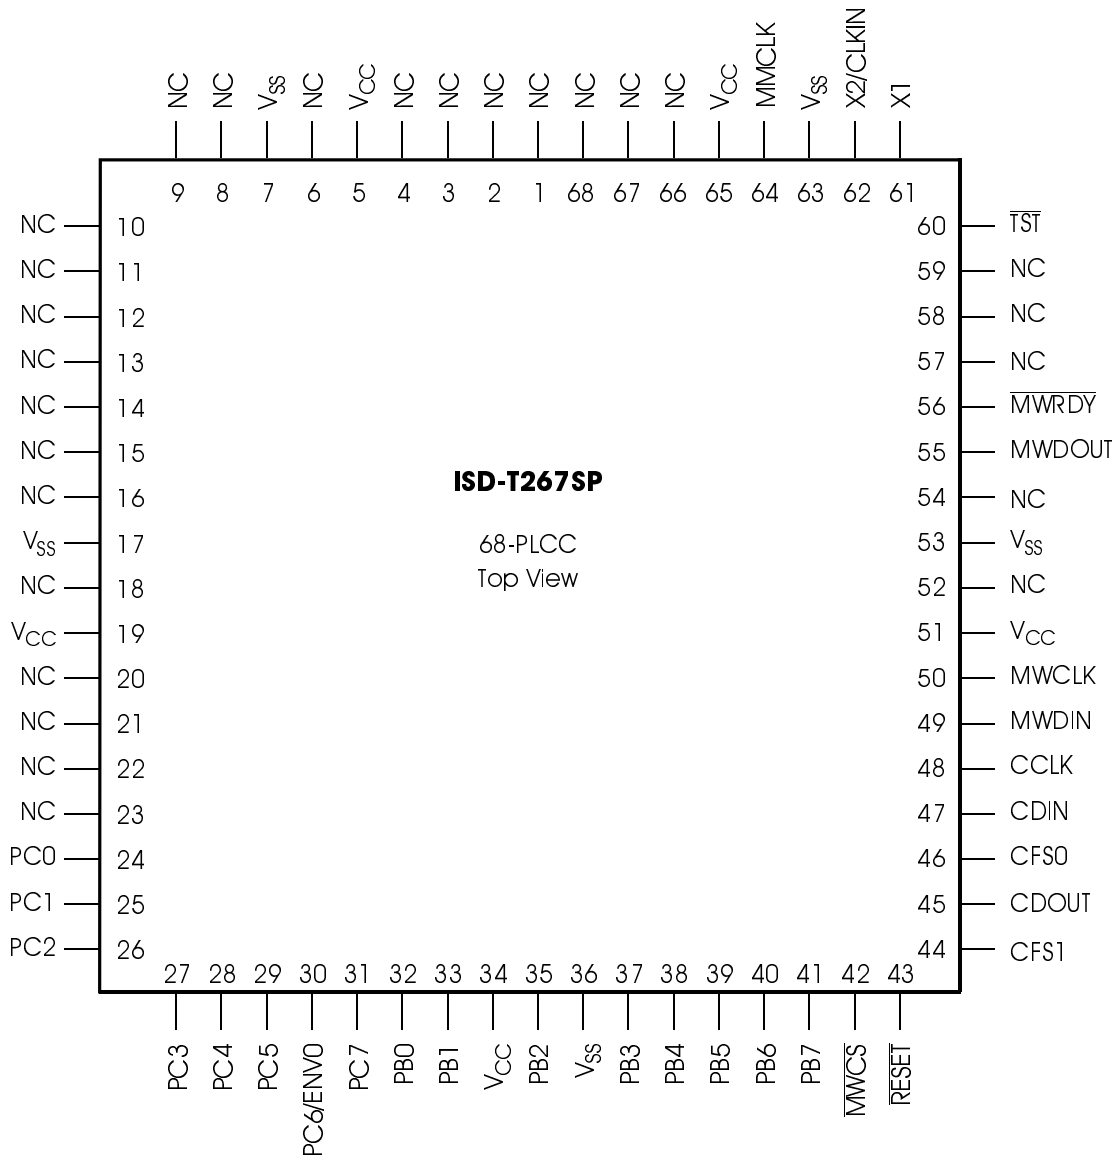 NC NC VSS NC VCC NC NC NC NC NC NC NC VCC MMCLK VSS X2/CLKIN X1
9 8 7 6 5 4 3 2 1 68 67 66 65 64 63 62 61
NC 10 60 TST
NC 11 59 NC
NC 12 58 NC
NC 13 57 NC
NC 14 56 MWRDY
NC 15 55 MWDOUT
NC 16 54 NC
ISD-T267SP
VSS 17 53 VSS
68-PLCC
Top View
NC 18 52 NC
VCC 19 51 VCC
NC 20 50 MWCLK
NC 21 49 MWDIN
NC 22 48 CCLK
NC 23 47 CDIN
PC0 24 46 CFS0
PC1 25 45 CDOUT
PC2 26 44 CFS1
27 28 29 30 31 32 33 34 35 36 37 38 39 40 41 42 43
PC3 PC4 PC5 PC6/ENV0 PC7 PB0 PB1 VCC PB2 VSS PB3 PB4 PB5 PB6 PB7 MWCS RESET